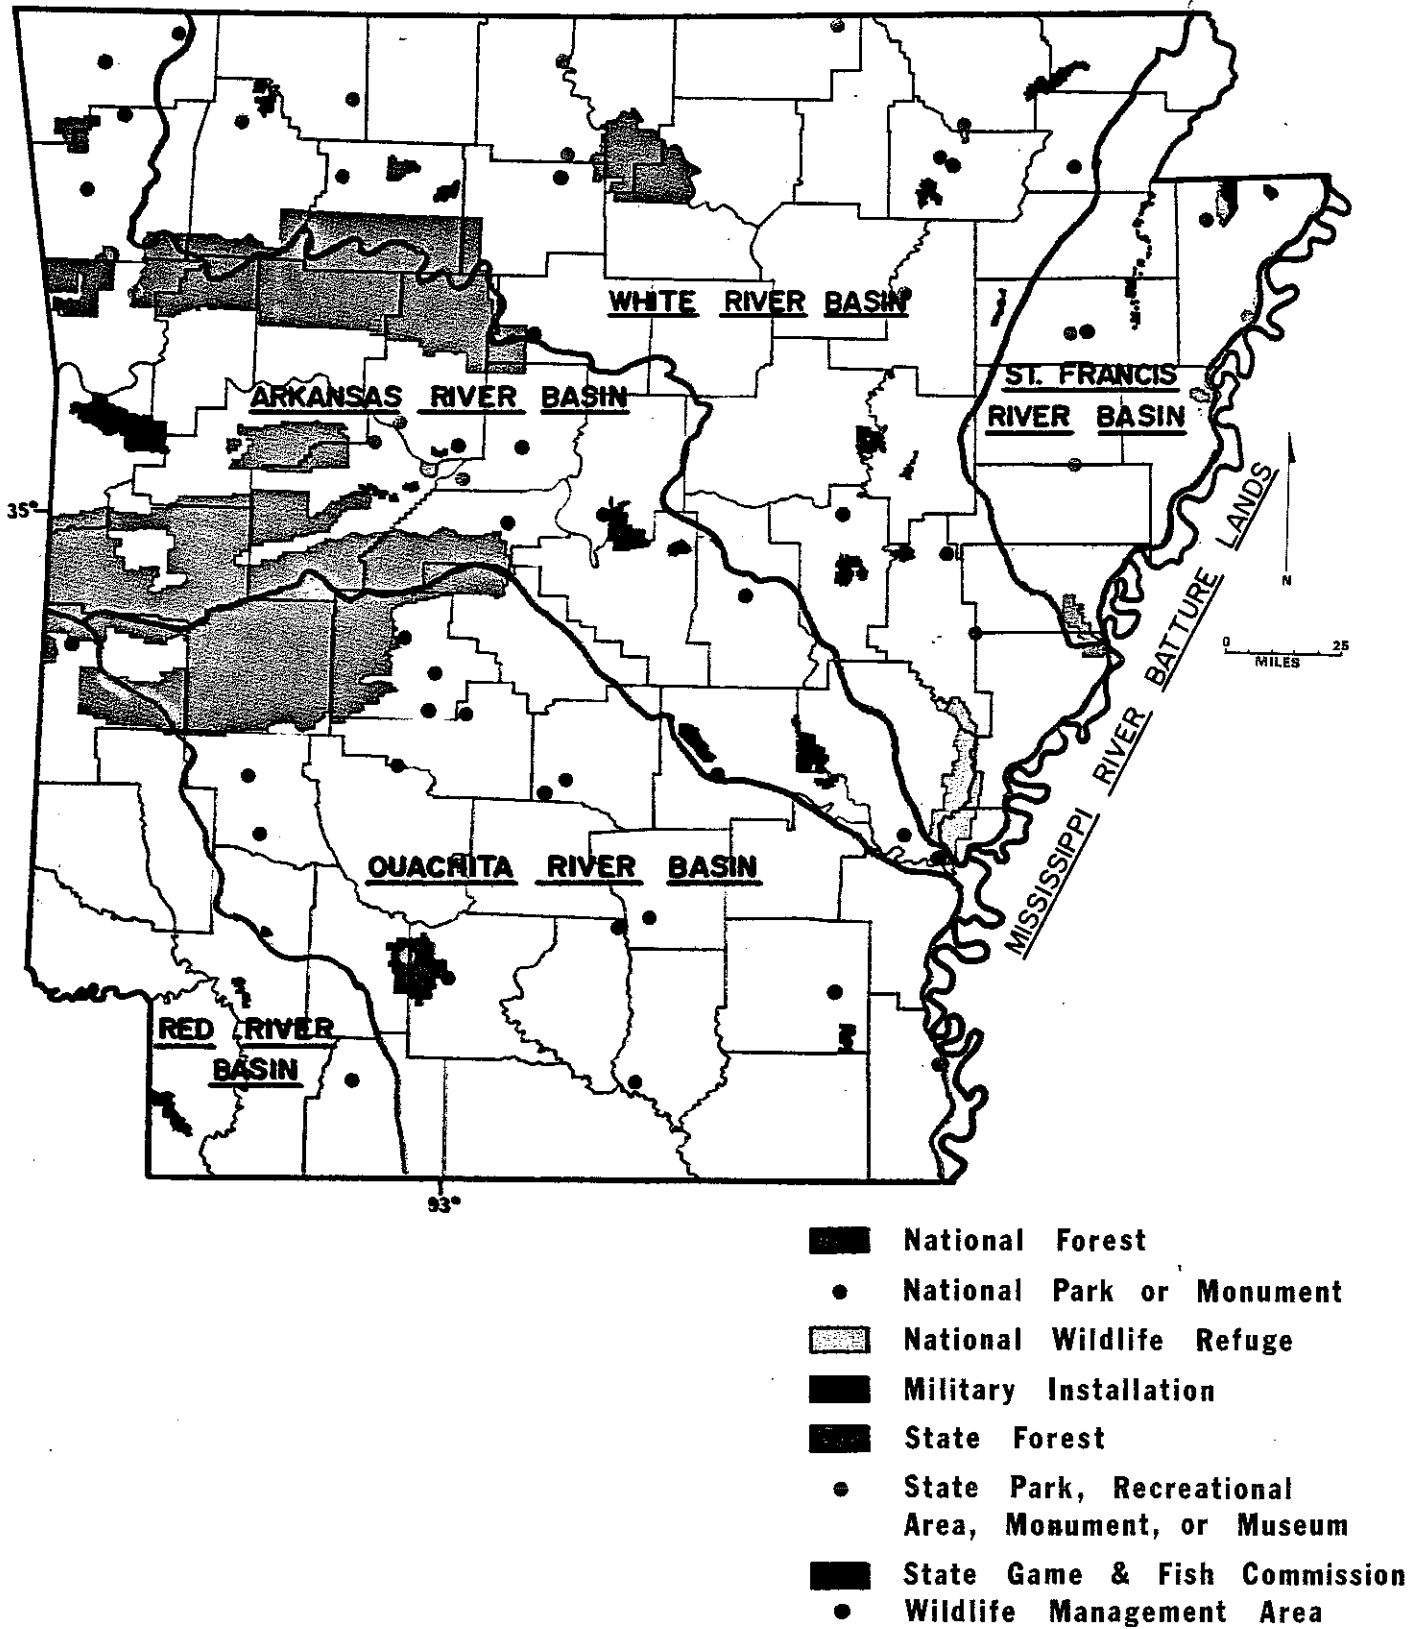 WHITE RIVER BASIN
ST. FRANCIS
RIVER BASIN
ARKANSAS RIVER BASIN
35°
MISSISSIPPI RIVER BATTURE LANDS
N
0 25
MILES
OUACHITA RIVER BASIN
RED RIVER
BASIN
93°
National Forest
National Park or Monument
National Wildlife Refuge
Military Installation
State Forest
State Park, Recreational
Area, Monument, or Museum
State Game & Fish Commission
Wildlife Management Area